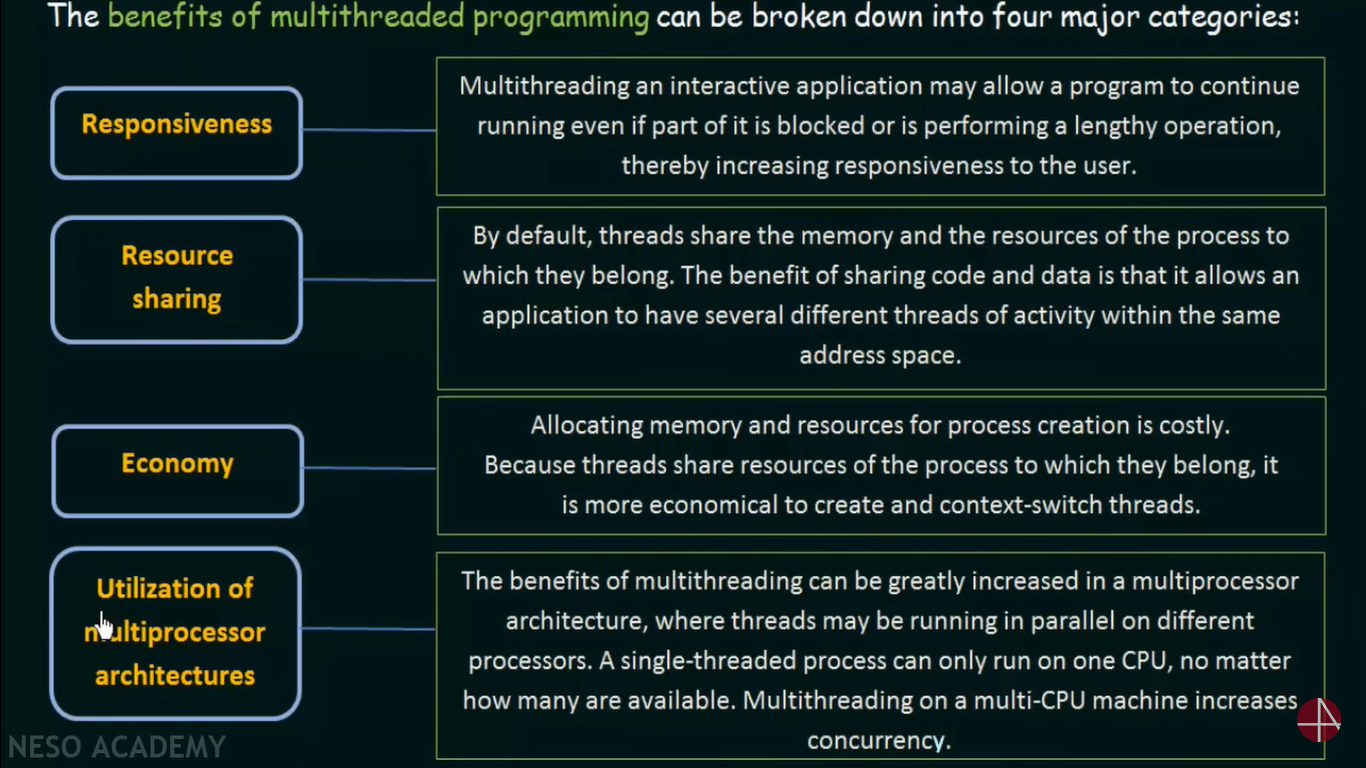 The benefits of multithreaded programming can be broken down into four major categories:
Responsiveness
Multithreading an interactive application may allow a program to continue
running even if part of it is blocked or is performing a lengthy operation,
thereby increasing responsiveness to the user.
Resource
sharing
By default, threads share the memory and the resources of the process to
which they belong. The benefit of sharing code and data is that it allows an
application to have several different threads of activity within the same
address space.
Economy
Allocating memory and resources for process creation is costly.
Because threads share resources of the process to which they belong, it
is more economical to create and context-switch threads.
Utilization of
multiprocessor
architectures
The benefits of multithreading can be greatly increased in a multiprocessor
architecture, where threads may be running in parallel on different
processors. A single-threaded process can only run on one CPU, no matter
how many are available. Multithreading on a multi-CPU machine increases
concurrency.
NESO ACADEMY